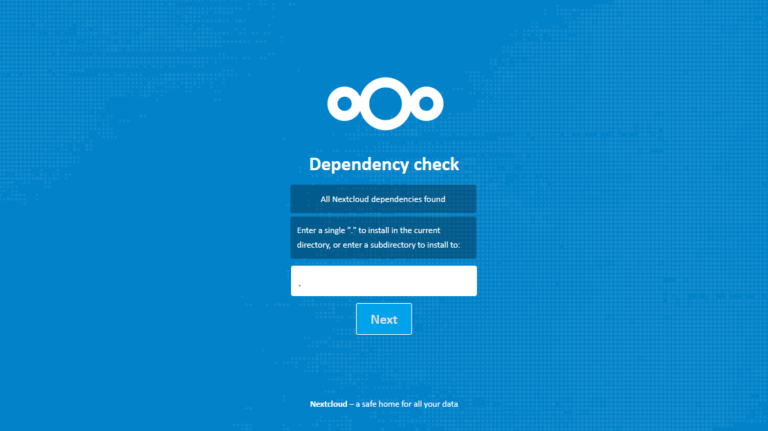 Dependency check
All Nextcloud dependencies found
Enter a single "." to install in the current
directory, or enter a subdirectory to install to:
.
Next
Nextcloud – a safe home for all your data